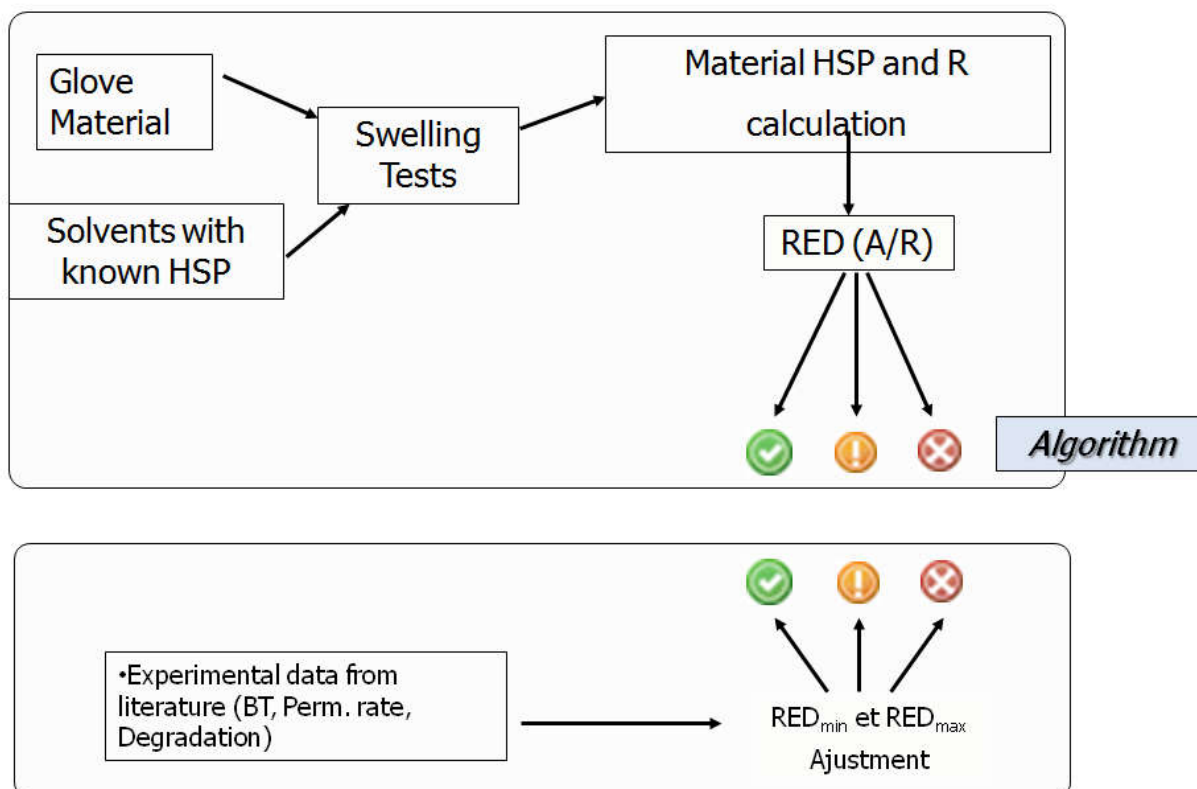 Glove
Material
Swelling
Tests
Solvents with
known HSP
Material HSP and R
calculation
RED (A/R)
Algorithm
•Experimental data from
literature (BT, Perm. rate,
Degradation)
REDmin et REDmax
Ajustment